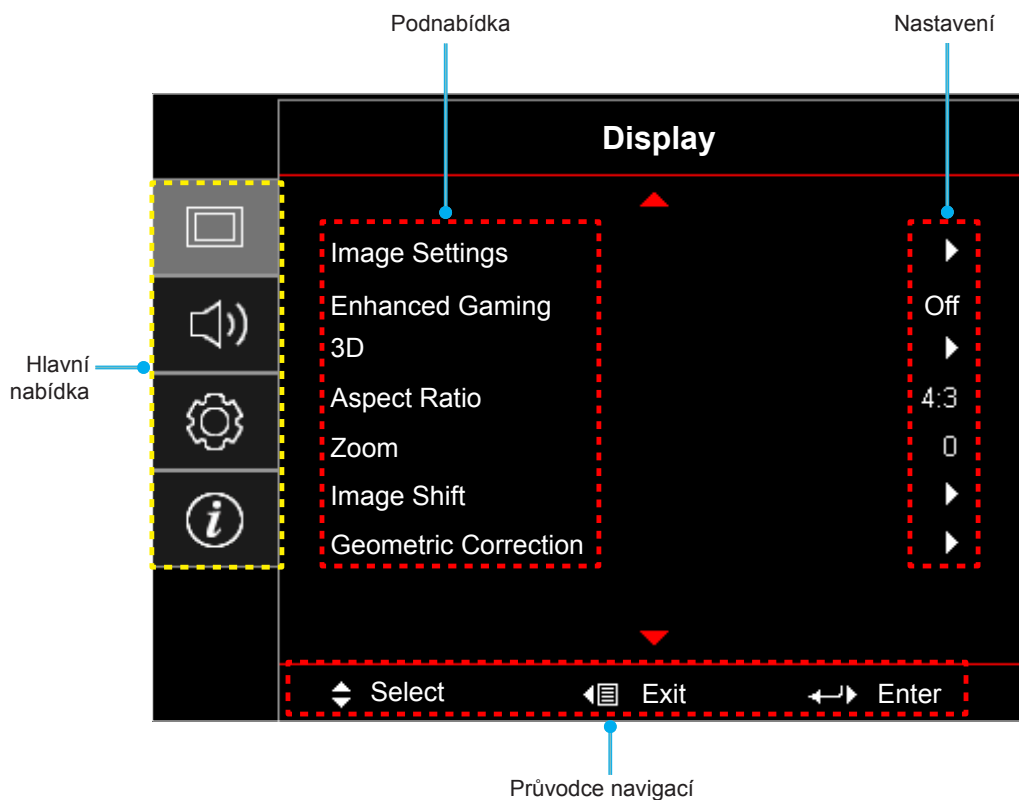 Podnabídka
Nastavení
Display
Image Settings
Enhanced Gaming
Off
3D
Hlavní
nabídka
Aspect Ratio
4:3
Zoom
0
Image Shift
Geometric Correction
Select
Exit
Enter
Průvodce navigací